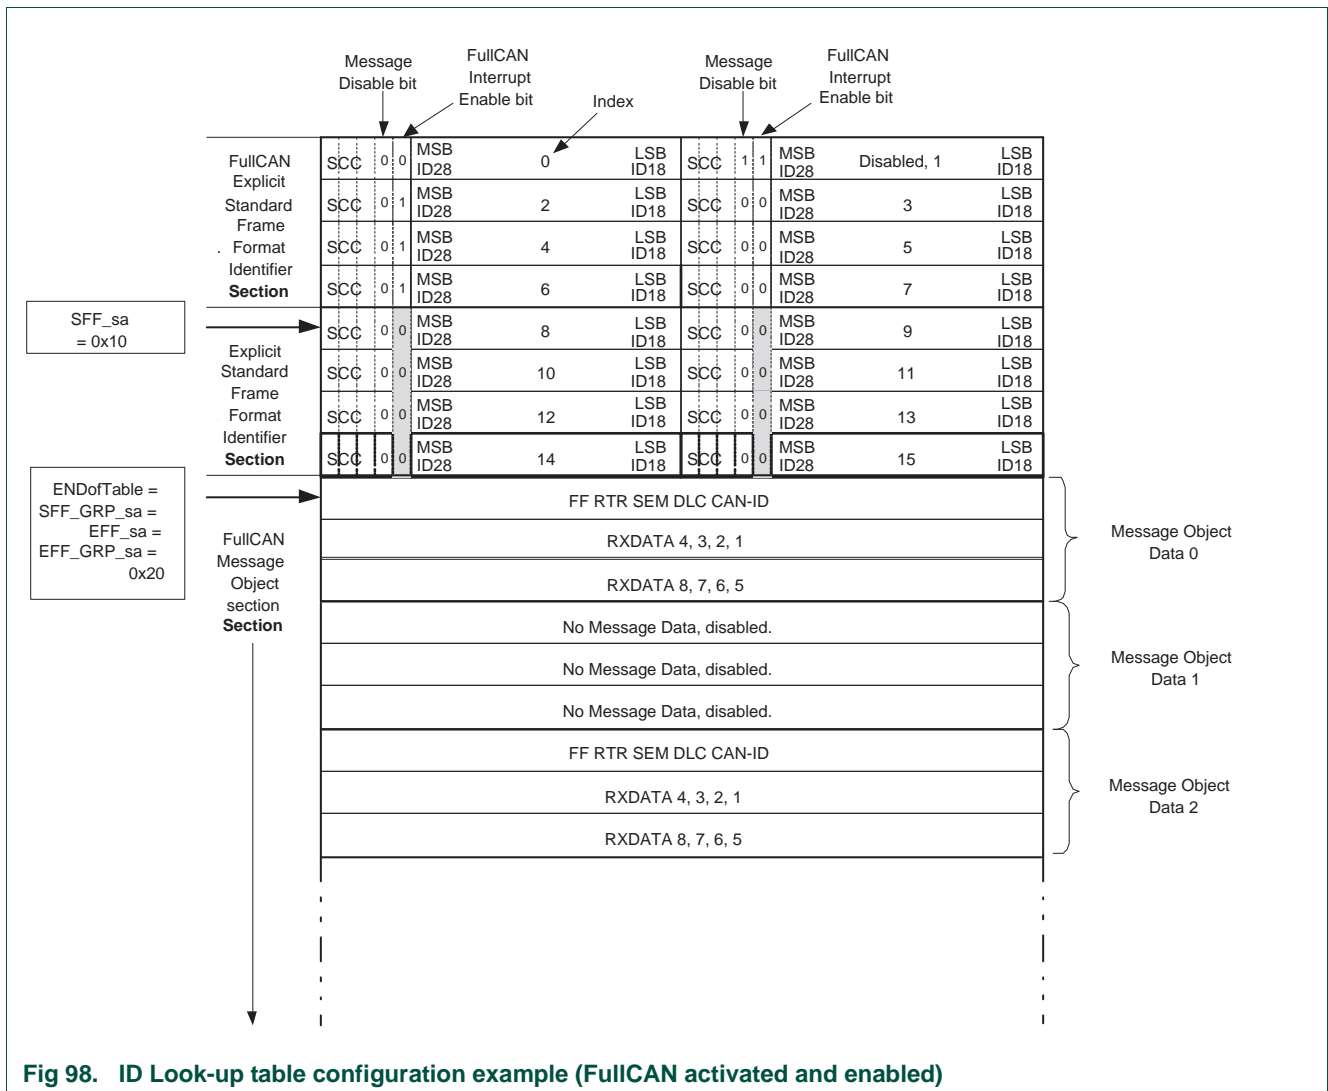 Message
Disable bit
FullCAN
Interrupt
Enable bit
Index
Message
Disable bit
FullCAN
Interrupt
Enable bit
FullCAN
Explicit
Standard
Frame
. Format
Identifier
Section
SCC 0 0 MSB ID28 0 LSB ID18 SCC 1 1 MSB ID28 Disabled, 1 LSB ID18
SCC 0 1 MSB ID28 2 LSB ID18 SCC 0 0 MSB ID28 3 LSB ID18
SCC 0 1 MSB ID28 4 LSB ID18 SCC 0 0 MSB ID28 5 LSB ID18
SCC 0 1 MSB ID28 6 LSB ID18 SCC 0 0 MSB ID28 7 LSB ID18
SFF_sa
= 0x10
Explicit
Standard
Frame
Format
Identifier
Section
SCC 0 0 MSB ID28 8 LSB ID18 SCC 0 0 MSB ID28 9 LSB ID18
SCC 0 0 MSB ID28 10 LSB ID18 SCC 0 0 MSB ID28 11 LSB ID18
SCC 0 0 MSB ID28 12 LSB ID18 SCC 0 0 MSB ID28 13 LSB ID18
SCC 0 0 MSB ID28 14 LSB ID18 SCC 0 0 MSB ID28 15 LSB ID18
ENDofTable =
SFF_GRP_sa =
EFF_sa =
EFF_GRP_sa =
0x20
FullCAN
Message
Object
section
Section
FF RTR SEM DLC CAN-ID
RXDATA 4, 3, 2, 1
RXDATA 8, 7, 6, 5
Message Object
Data 0
No Message Data, disabled.
No Message Data, disabled.
No Message Data, disabled.
Message Object
Data 1
FF RTR SEM DLC CAN-ID
RXDATA 4, 3, 2, 1
RXDATA 8, 7, 6, 5
Message Object
Data 2
Fig 98. ID Look-up table configuration example (FullCAN activated and enabled)